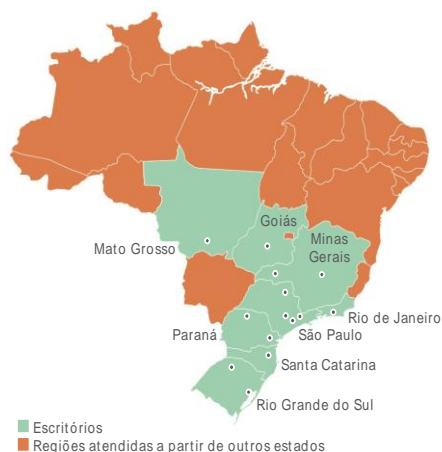 Goiás
Minas
Gerais
Mato Grosso
Rio de Janeiro
Paraná
São Paulo
Santa Catarina
Rio Grande do Sul
Escritórios
Regiões atendidas a partir de outros estados